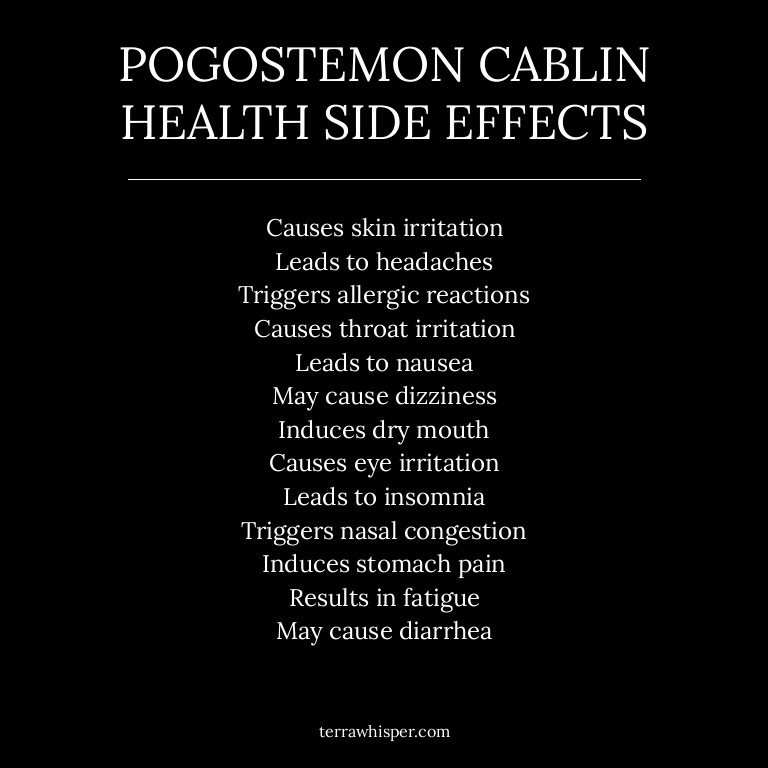 POGOSTEMON CABLIN
HEALTH SIDE EFFECTS
Causes skin irritation
Leads to headaches
Triggers allergic reactions
Causes throat irritation
Leads to nausea
May cause dizziness
Induces dry mouth
Causes eye irritation
Leads to insomnia
Triggers nasal congestion
Induces stomach pain
Results in fatigue
May cause diarrhea
terrawhisper.com